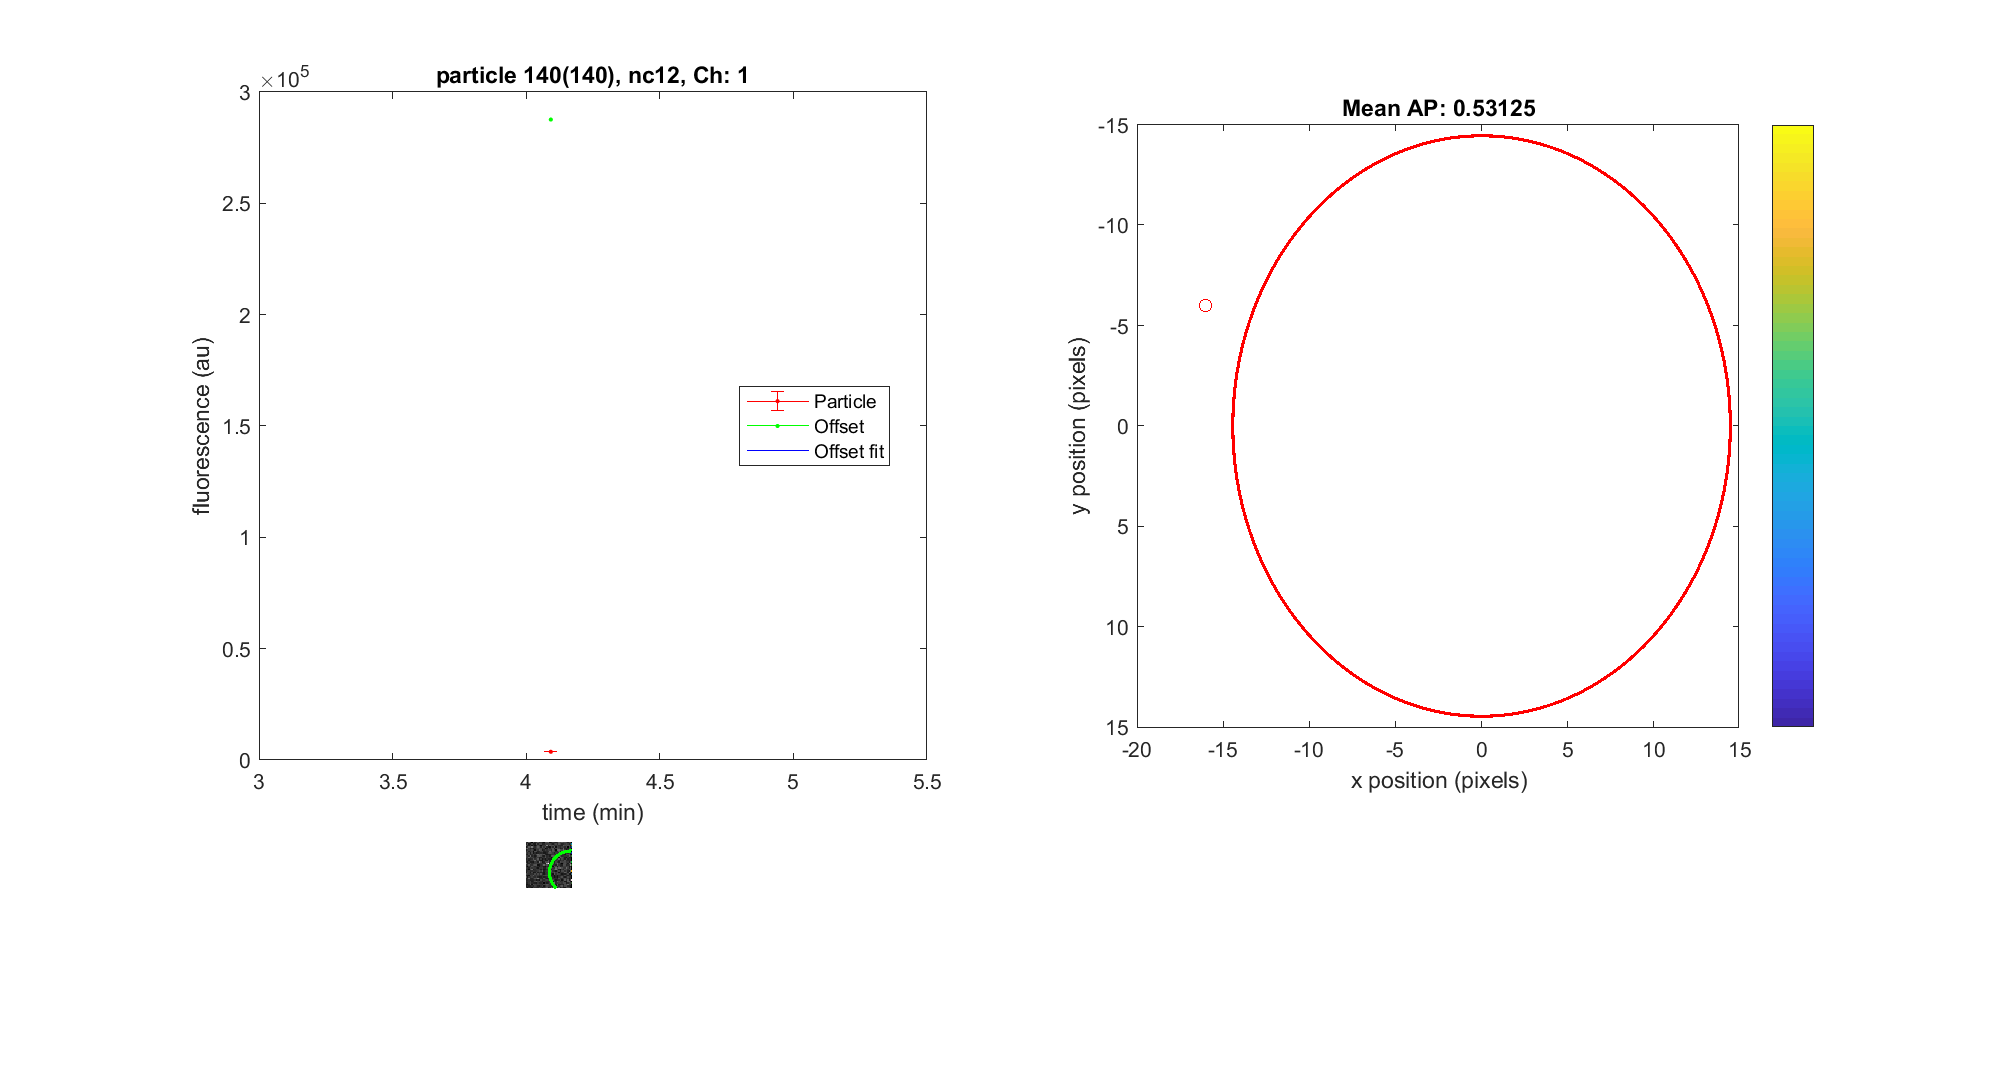 particle 140(140), nc12, Ch: 1
×10^5
3
2.5
2
1.5
1
0.5
0
fluorescence (au)
Particle
Offset
Offset fit
3 3.5 4 4.5 5 5.5
time (min)
Mean AP: 0.53125
-15
-10
-5
0
5
10
15
y position (pixels)
-20 -15 -10 -5 0 5 10 15
x position (pixels)